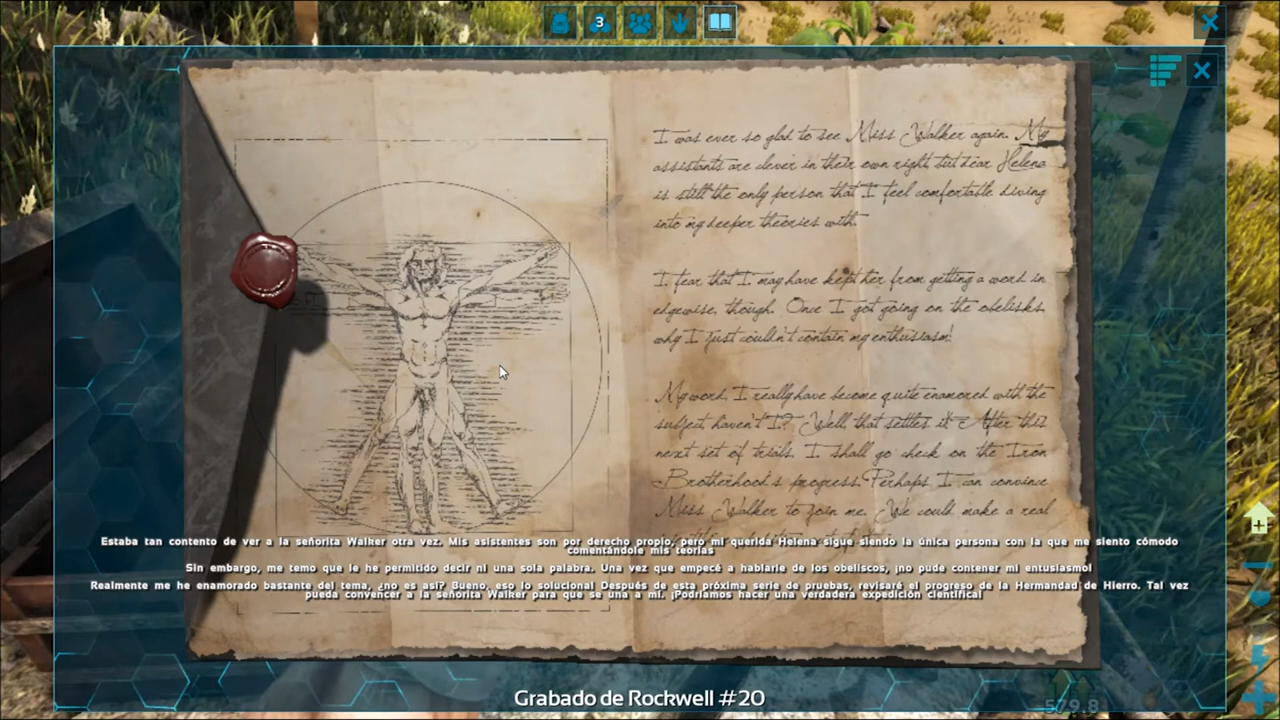 3
I was ever so glad to see Miss Walker again. My
assistants are clever in their own right, but dear Helena
is still the only person that I feel comfortable diving
into my deeper theories with.
I fear that I may have kept her from getting a word in
edgewise, though. Once I got going on the obelisks
why I just couldn't contain my enthusiasm!
My word, I really have become quite enamored with the
subject haven't I? Well that settles it. After this
next set of trials, I shall go check on the Iron
Brotherhood's progress. Perhaps I can convince
Miss Walker to join me. We could make a real
Estaba tan contento de ver a la señorita Walker otra vez. Mis asistentes son por derecho propio, pero mi querida Helena sigue siendo la única persona con la que me siento cómodo
comentándole mis teorías
Sin embargo, me temo que le he permitido decir ni una sola palabra. Una vez que empecé a hablarle de los obeliscos, ¡no pude contener mi entusiasmo!
Realmente me he enamorado bastante del tema, ¿no es así? Bueno, eso lo soluciona! Después de esta próxima serie de pruebas, revisaré el progreso de la Hermandad de Hierro. Tal vez
pueda convencer a la señorita Walker para que se una a mí. ¡Podríamos hacer una verdadera expedición científica!
Grabado de Rockwell #20
579.8